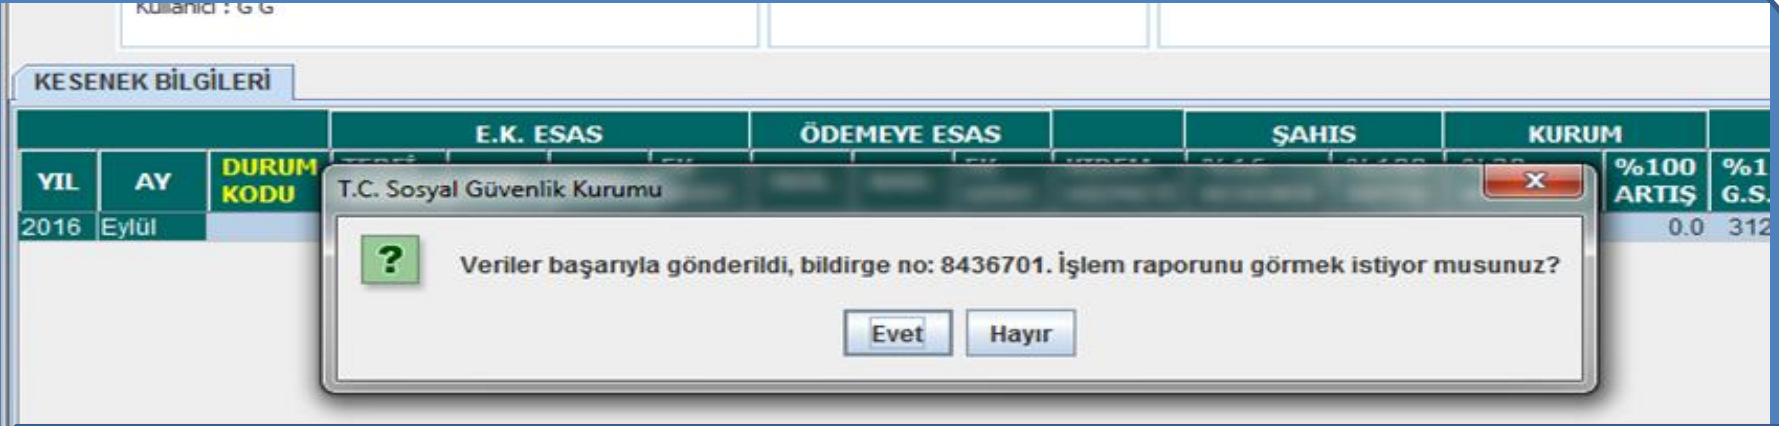 Kullanıcı : G G
KESENEK BİLGİLERİ
E.K. ESAS ÖDEMEYE ESAS ŞAHIS KURUM
YIL AY DURUM KODU %100 ARTIŞ
2016 Eylül 0.0 312
T.C. Sosyal Güvenlik Kurumu
Veriler başarıyla gönderildi, bildirge no: 8436701. İşlem raporunu görmek istiyor musunuz?
Evet Hayır